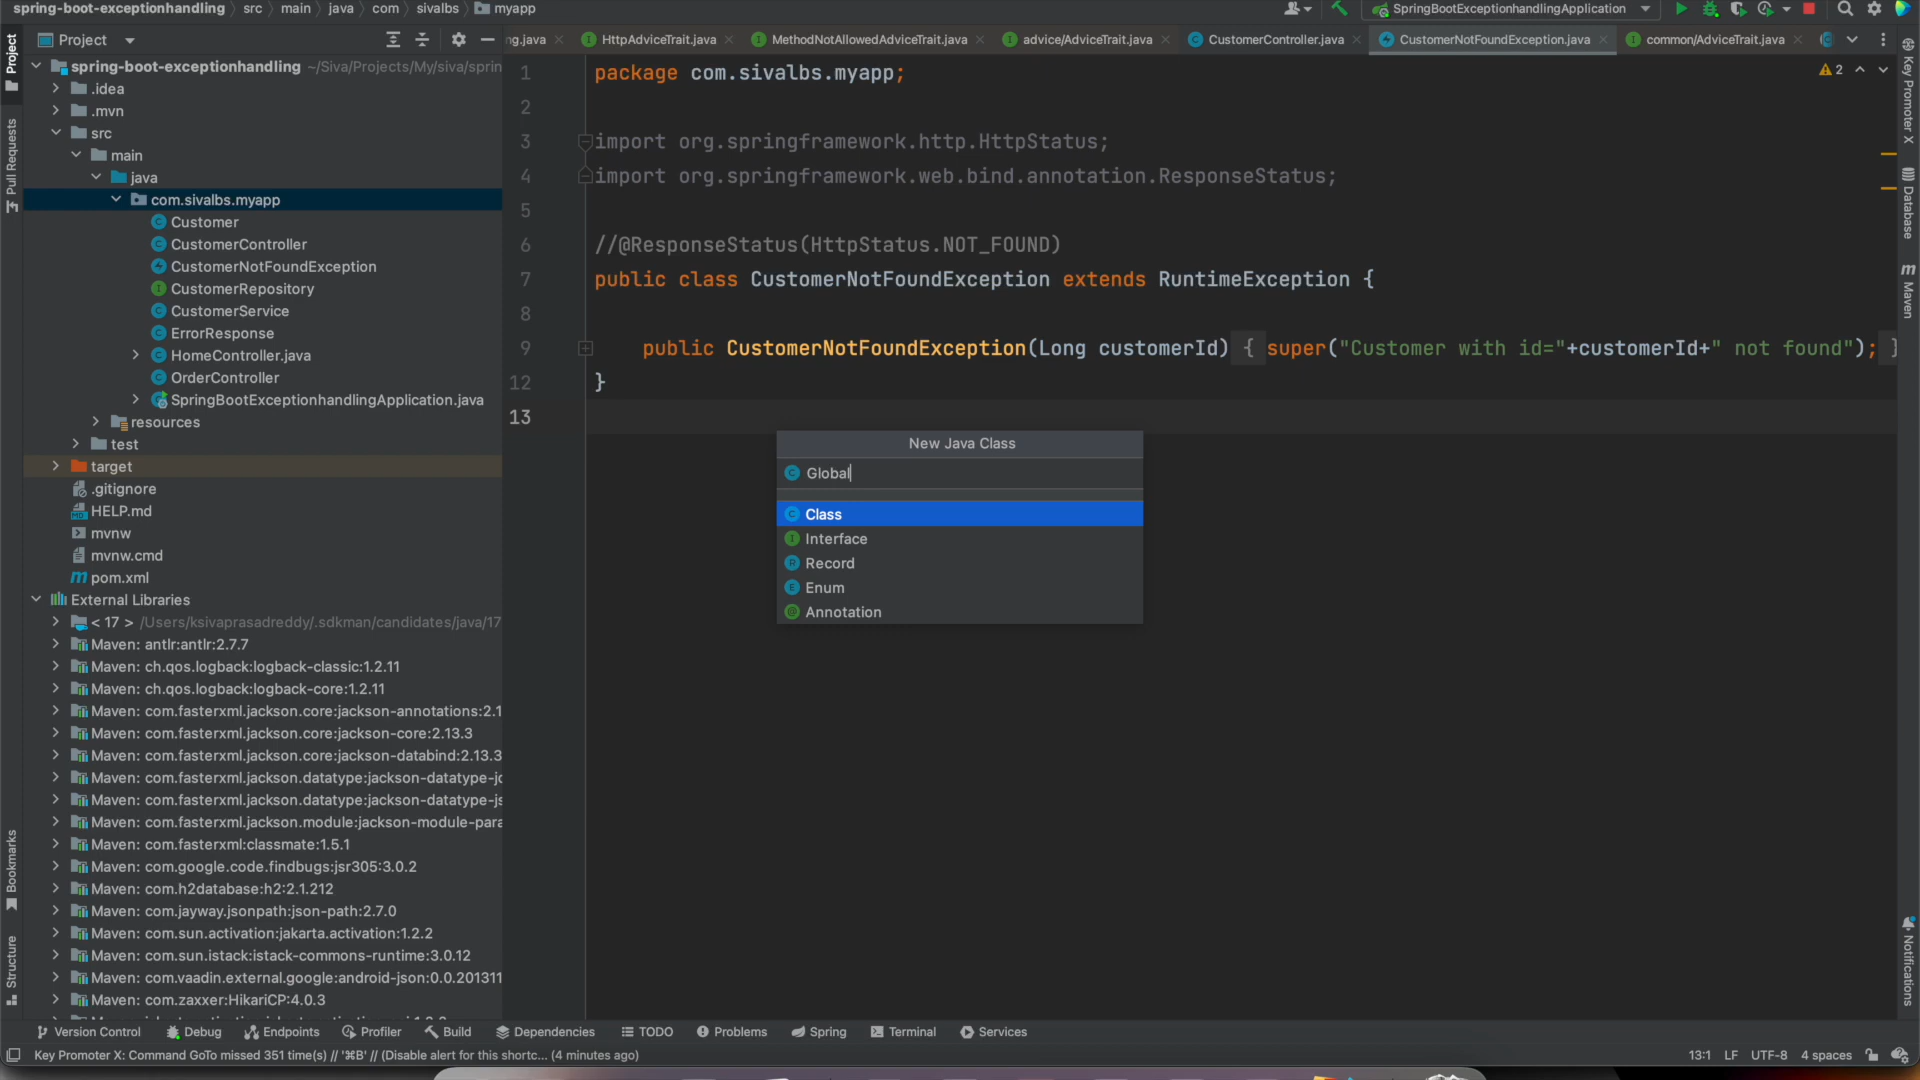 spring-boot-exceptionhandling src main java com sivalbs myapp
SpringBootExceptionhandlingApplication
Project
ng.java HttpAdviceTrait.java MethodNotAllowedAdviceTrait.java advice/AdviceTrait.java CustomerController.java CustomerNotFoundException.java common/AdviceTrait.java
spring-boot-exceptionhandling ~/Siva/Projects/My/siva/sprin
.idea
.mvn
src
main
java
com.sivalbs.myapp
Customer
CustomerController
CustomerNotFoundException
CustomerRepository
CustomerService
ErrorResponse
HomeController.java
OrderController
SpringBootExceptionhandlingApplication.java
resources
test
target
.gitignore
HELP.md
mvnw
mvnw.cmd
pom.xml
External Libraries
< 17 > /Users/ksivaprasadreddy/.sdkman/candidates/java/17
Maven: antlr:antlr:2.7.7
Maven: ch.qos.logback:logback-classic:1.2.11
Maven: ch.qos.logback:logback-core:1.2.11
Maven: com.fasterxml.jackson.core:jackson-annotations:2.1
Maven: com.fasterxml.jackson.core:jackson-core:2.13.3
Maven: com.fasterxml.jackson.core:jackson-databind:2.13.3
Maven: com.fasterxml.jackson.datatype:jackson-datatype-jc
Maven: com.fasterxml.jackson.datatype:jackson-datatype-js
Maven: com.fasterxml.jackson.module:jackson-module-para
Maven: com.fasterxml:classmate:1.5.1
Maven: com.google.code.findbugs:jsr305:3.0.2
Maven: com.h2database:h2:2.1.212
Maven: com.jayway.jsonpath:json-path:2.7.0
Maven: com.sun.activation:jakarta.activation:1.2.2
Maven: com.sun.istack:istack-commons-runtime:3.0.12
Maven: com.vaadin.external.google:android-json:0.0.201311
Maven: com.zaxxer:HikariCP:4.0.3
1 package com.sivalbs.myapp;
2
3 import org.springframework.http.HttpStatus;
4 import org.springframework.web.bind.annotation.ResponseStatus;
5
6 //@ResponseStatus(HttpStatus.NOT_FOUND)
7 public class CustomerNotFoundException extends RuntimeException {
8
9 public CustomerNotFoundException(Long customerId) { super("Customer with id="+customerId+" not found"); }
12 }
13
2
New Java Class
Global
Class
Interface
Record
Enum
Annotation
Project
Pull Requests
Bookmarks
Structure
Key Promoter X
Database
Maven
Notifications
Version Control Debug Endpoints Profiler Build Dependencies TODO Problems Spring Terminal Services
Key Promoter X: Command GoTo missed 351 time(s) // '⌘B' // (Disable alert for this shortc... (4 minutes ago)
13:1 LF UTF-8 4 spaces